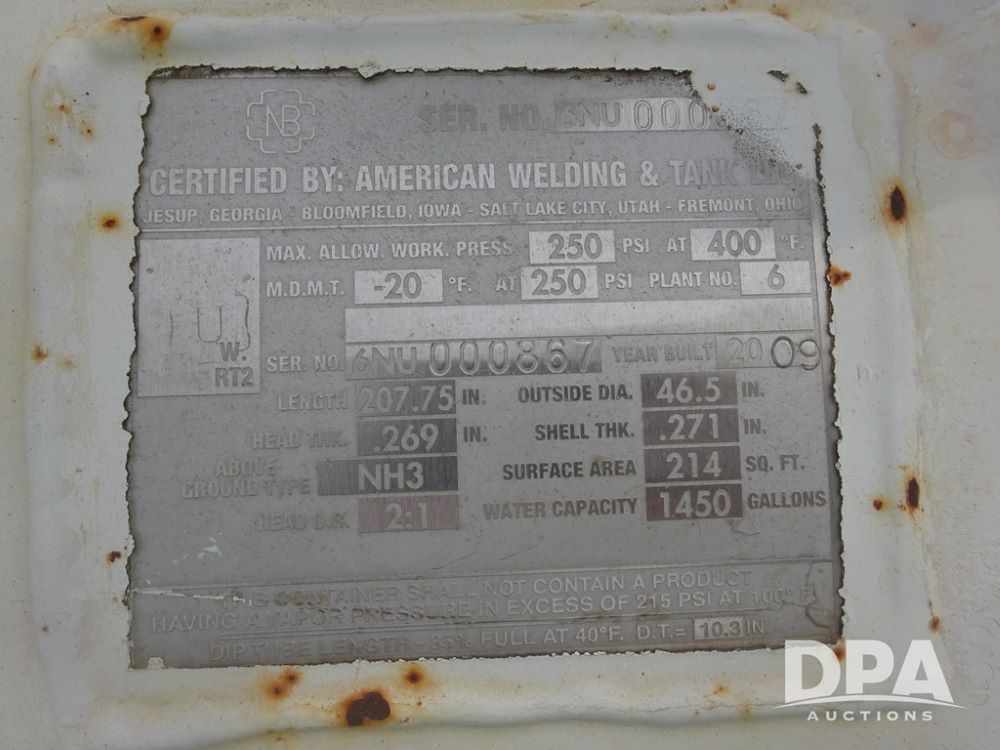 NB
SER. NO. 6NU 000
CERTIFIED BY: AMERICAN WELDING & TANK
JESUP, GEORGIA - BLOOMFIELD, IOWA - SALT LAKE CITY, UTAH - FREMONT, OHIO
MAX. ALLOW. WORK. PRESS. 250 PSI AT 400 °F.
M.D.M.T. -20 °F. AT 250 PSI PLANT NO. 6
U
W.
RT2
SER. NO. 6NU 000867 YEAR BUILT 2009
LENGTH 207.75 IN. OUTSIDE DIA. 46.5 IN.
HEAD THK. .269 IN. SHELL THK. .271 IN.
ABOVE GROUND TYPE NH3 SURFACE AREA 214 SQ. FT.
HEAD D.R. 2:1 WATER CAPACITY 1450 GALLONS
THIS CONTAINER SHALL NOT CONTAIN A PRODUCT
HAVING A VAPOR PRESSURE IN EXCESS OF 215 PSI AT 100° F.
DIP TUBE LENGTH - 85% FULL AT 40°F. D.T.= 10.3 IN
DPA
AUCTIONS